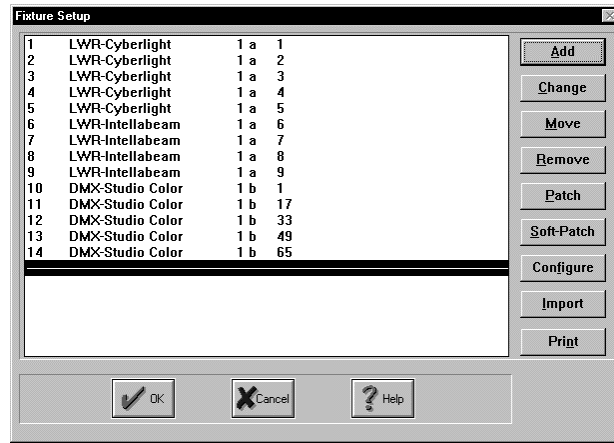 Fixture Setup
1 LWR-Cyberlight 1 a 1
2 LWR-Cyberlight 1 a 2
3 LWR-Cyberlight 1 a 3
4 LWR-Cyberlight 1 a 4
5 LWR-Cyberlight 1 a 5
6 LWR-Intellabeam 1 a 6
7 LWR-Intellabeam 1 a 7
8 LWR-Intellabeam 1 a 8
9 LWR-Intellabeam 1 a 9
10 DMX-Studio Color 1 b 1
11 DMX-Studio Color 1 b 17
12 DMX-Studio Color 1 b 33
13 DMX-Studio Color 1 b 49
14 DMX-Studio Color 1 b 65
Add
Change
Move
Remove
Patch
Soft-Patch
Configure
Import
Print
OK
Cancel
Help